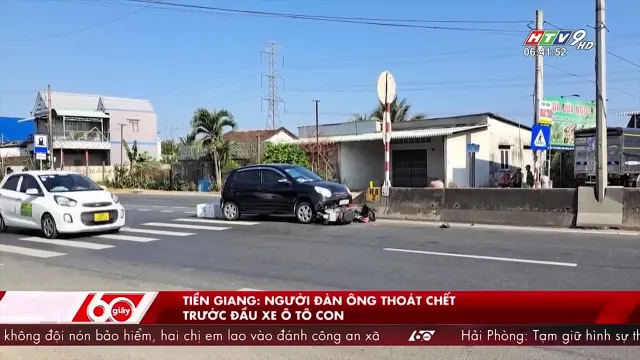 HTV9 HD
06:41:52
60 giây
TIỀN GIANG: NGƯỜI ĐÀN ÔNG THOÁT CHẾT
TRƯỚC ĐẦU XE Ô TÔ CON
không đội nón bảo hiểm, hai chị em lao vào đánh công an xã 60 Hải Phòng: Tạm giữ hình sự